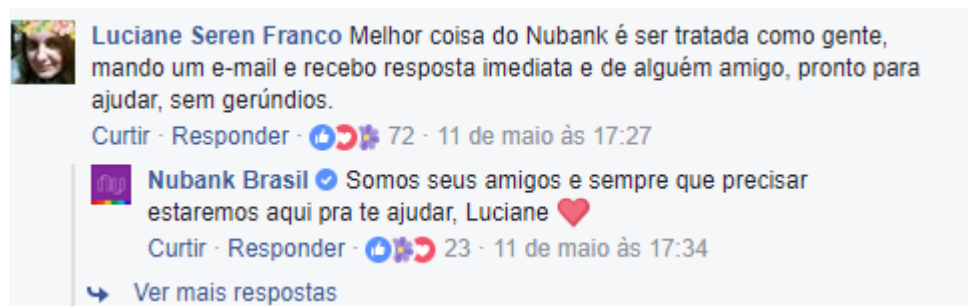 Luciane Seren Franco Melhor coisa do Nubank é ser tratada como gente,
mando um e-mail e recebo resposta imediata e de alguém amigo, pronto para
ajudar, sem gerúndios.
Curtir · Responder · 72 · 11 de maio às 17:27
nu
Nubank Brasil Somos seus amigos e sempre que precisar
estaremos aqui pra te ajudar, Luciane
Curtir · Responder · 23 · 11 de maio às 17:34
Ver mais respostas